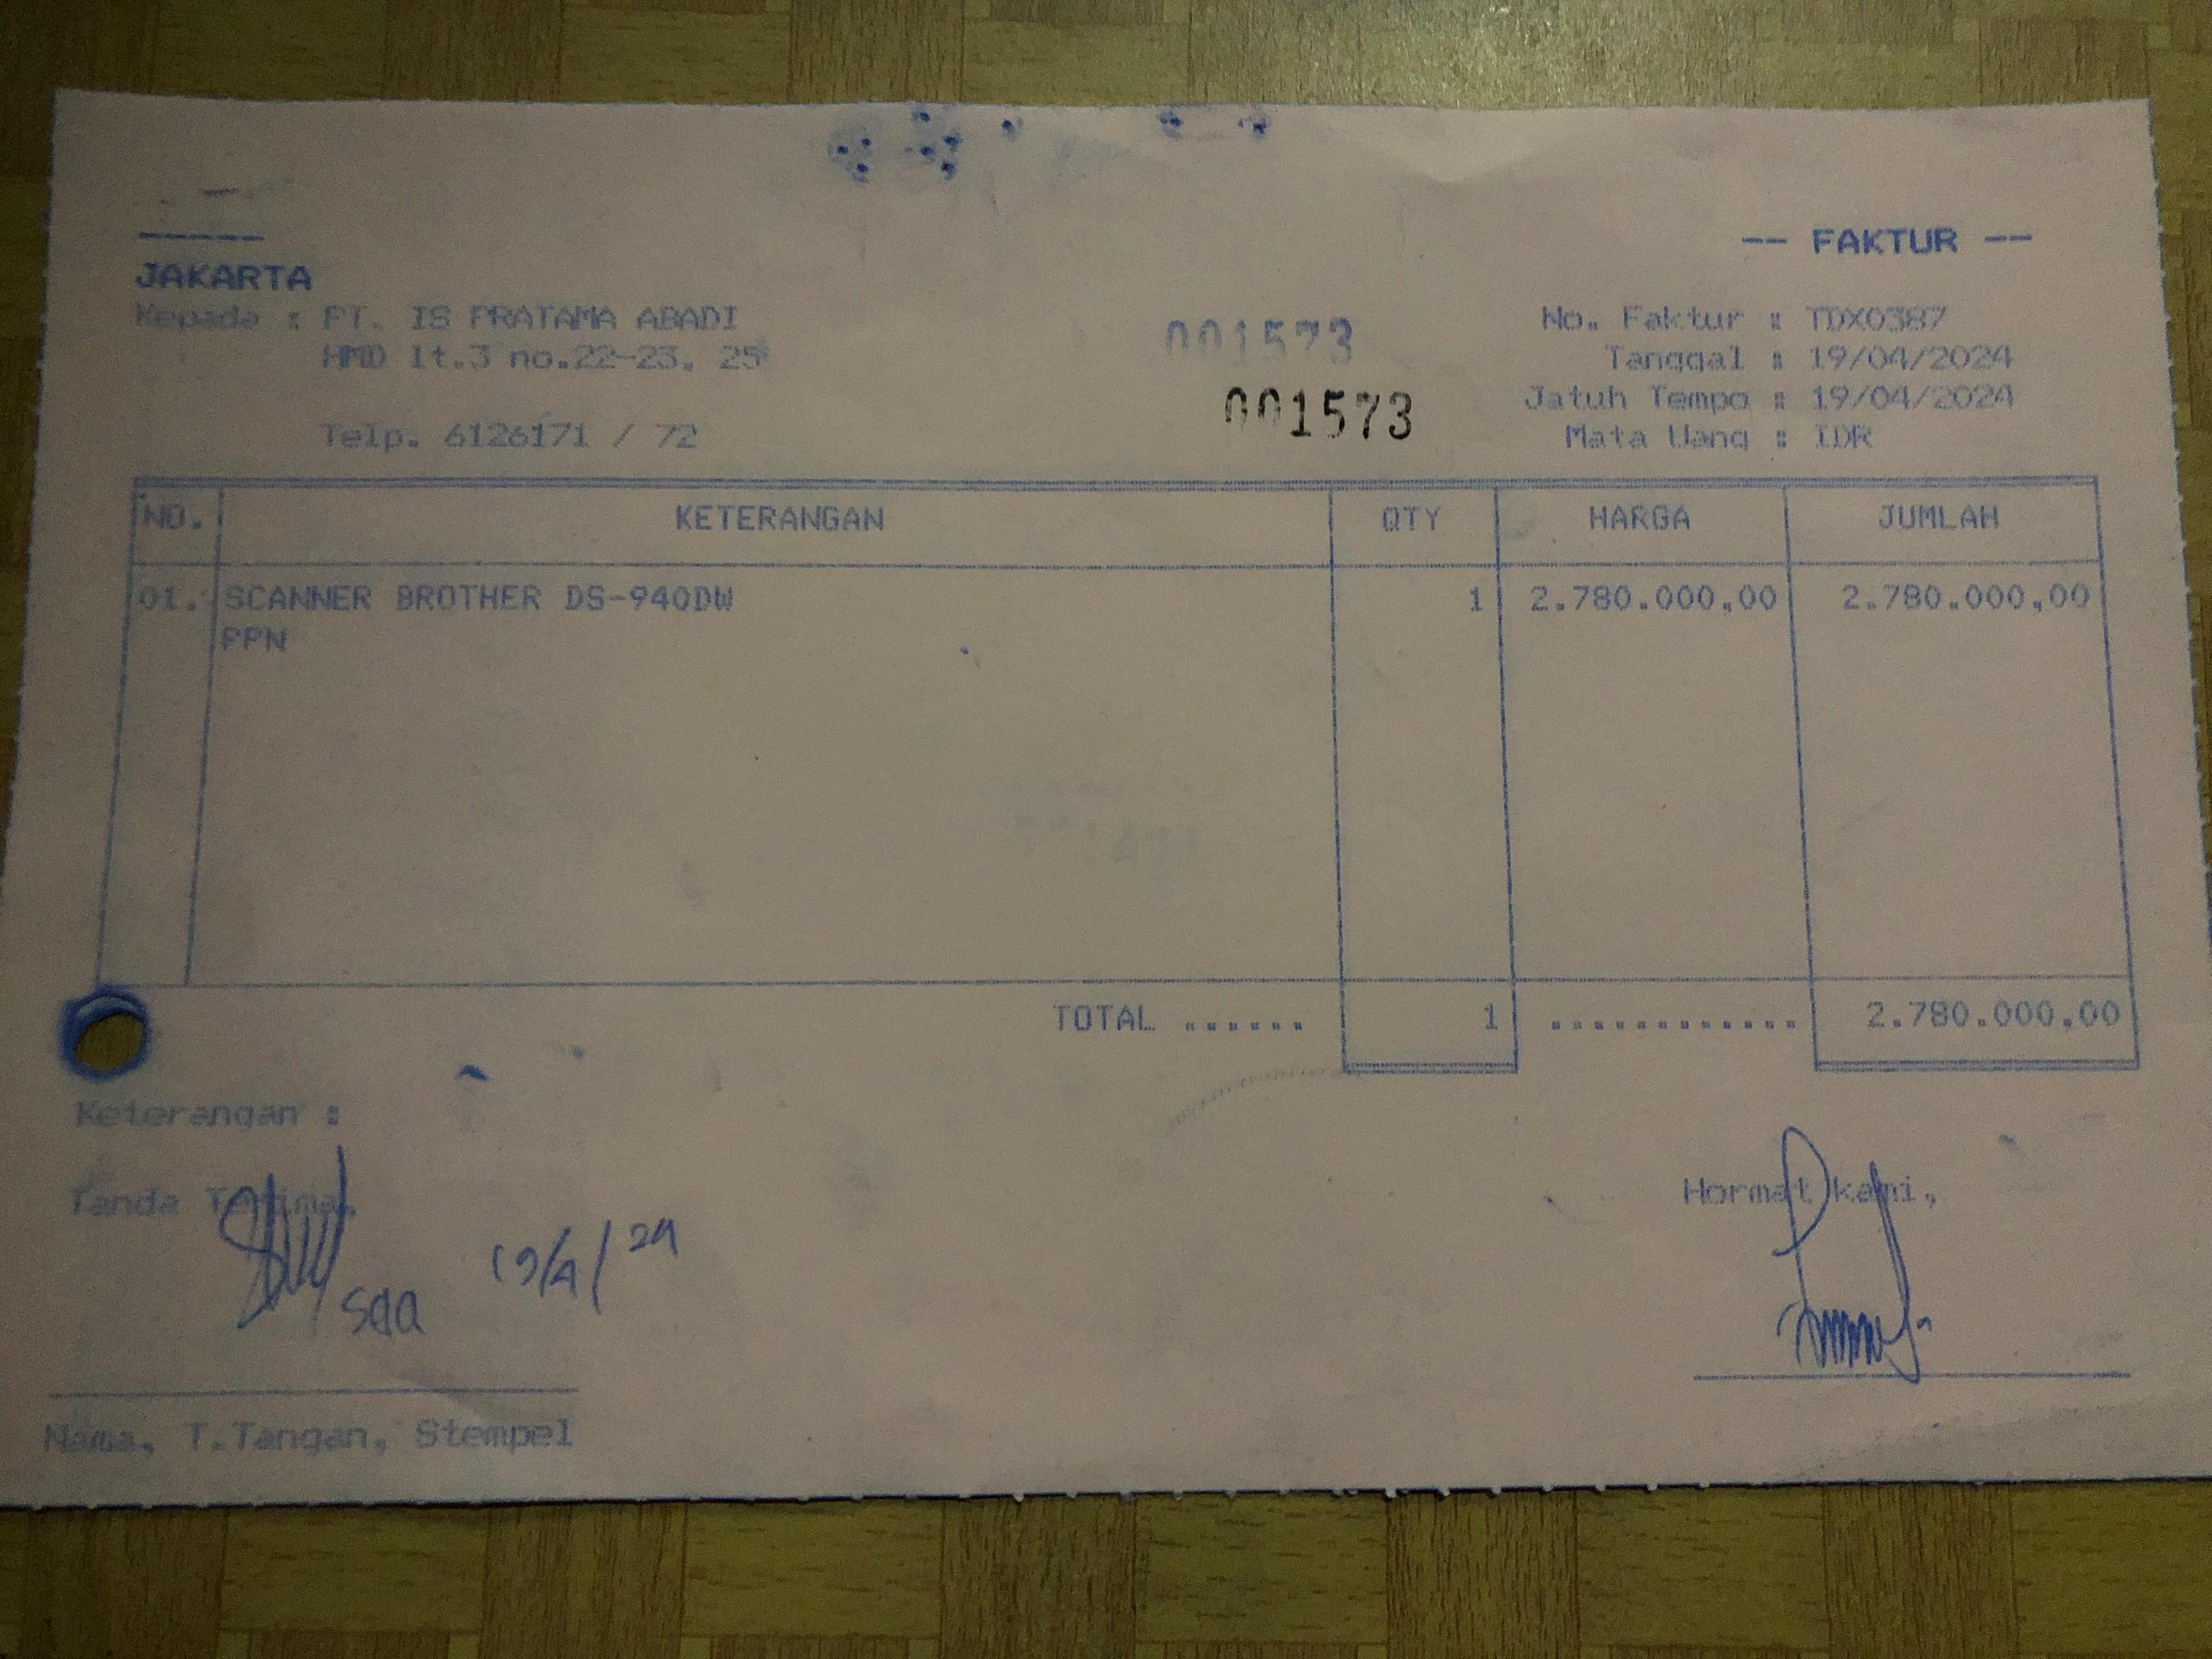 -- FAKTUR --
JAKARTA
Kepada : PT. IS PRATAMA ABADI
HMD lt.3 no.22-23, 25
Telp. 6126171 / 72
001573
001573
No. Faktur : TDX0387
Tanggal : 19/04/2024
Jatuh Tempo : 19/04/2024
Mata Uang : IDR
NO. KETERANGAN QTY HARGA JUMLAH
01. SCANNER BROTHER DS-940DW 1 2.780.000,00 2.780.000,00
PPN
TOTAL ...... 1 ............ 2.780.000,00
Keterangan :
Tanda Terima, Hormat kami,
19/4/24
Nama, T.Tangan, Stempel